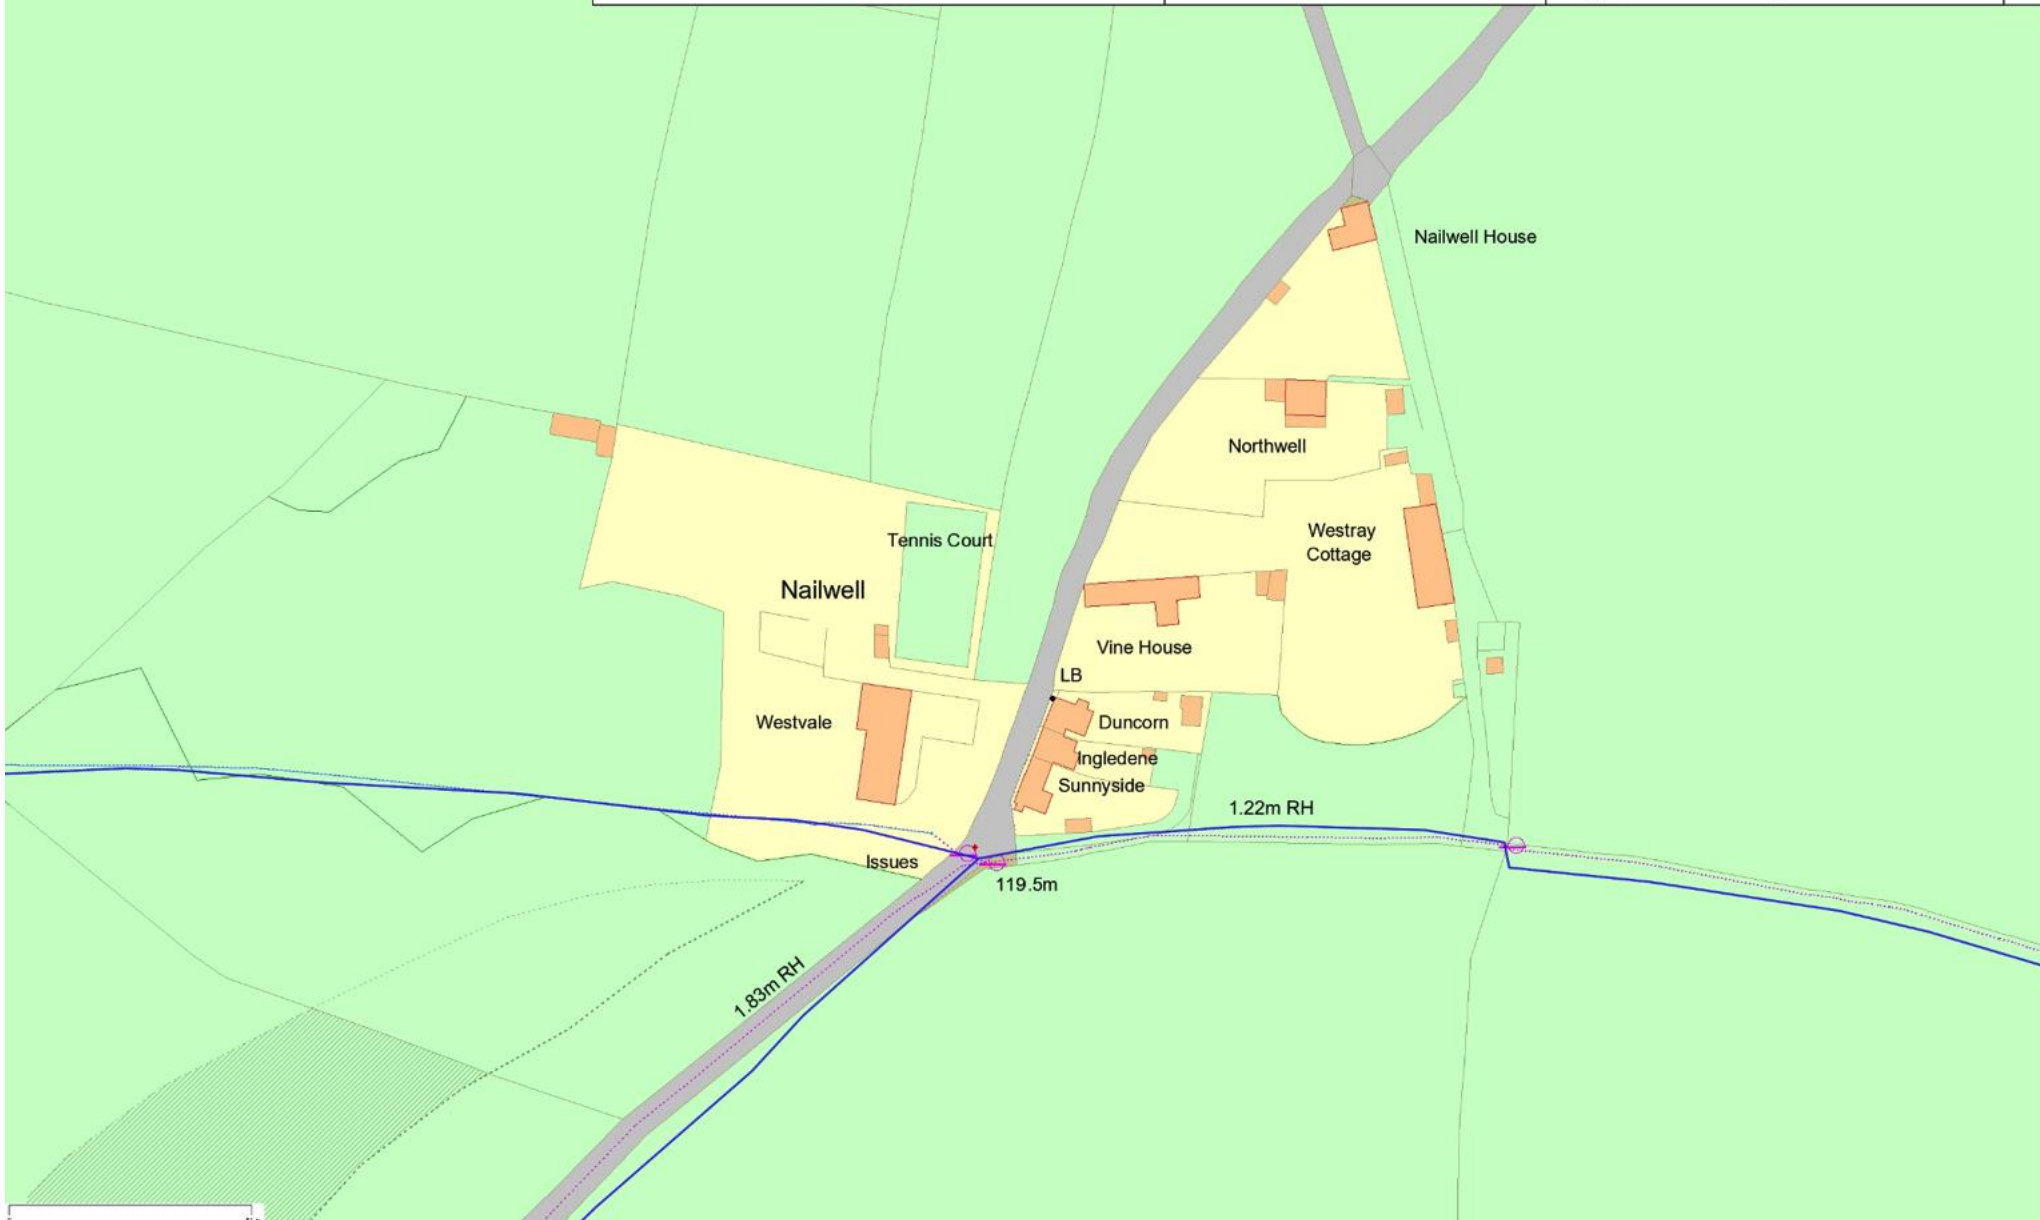 Nailwell House
Northwell
Westray
Cottage
Tennis Court
Nailwell
Vine House
LB
Westvale
Duncorn
Ingledene
Sunnyside
1.22m RH
Issues
119.5m
1.83m RH